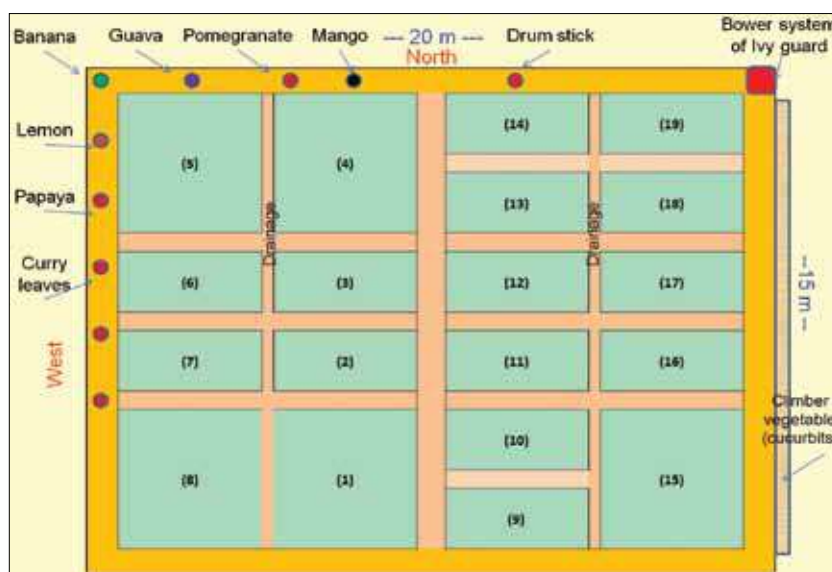 Banana
Guava
Pomegranate
Mango
--- 20 m ---
North
Drum stick
Bower system
of Ivy guard
Lemon
Papaya
Curry
leaves
West
(5)
(4)
(14)
(19)
(13)
(18)
Drainage
Drainage
(6)
(3)
(12)
(17)
--15 m --
(7)
(2)
(11)
(16)
(8)
(1)
(10)
(9)
(15)
Climber
vegetable
(cucurbits